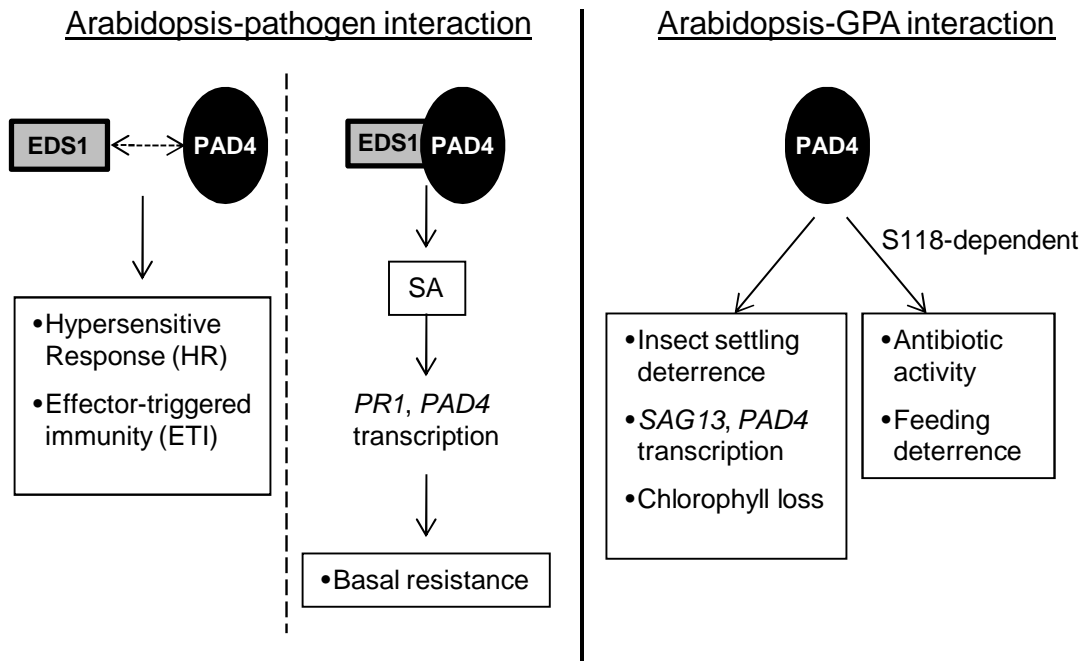 Arabidopsis-pathogen interaction
EDS1
PAD4
•Hypersensitive
Response (HR)
•Effector-triggered
immunity (ETI)
EDS1
PAD4
SA
PR1, PAD4
transcription
•Basal resistance
Arabidopsis-GPA interaction
PAD4
S118-dependent
•Insect settling
deterrence
•SAG13, PAD4
transcription
•Chlorophyll loss
•Antibiotic
activity
•Feeding
deterrence